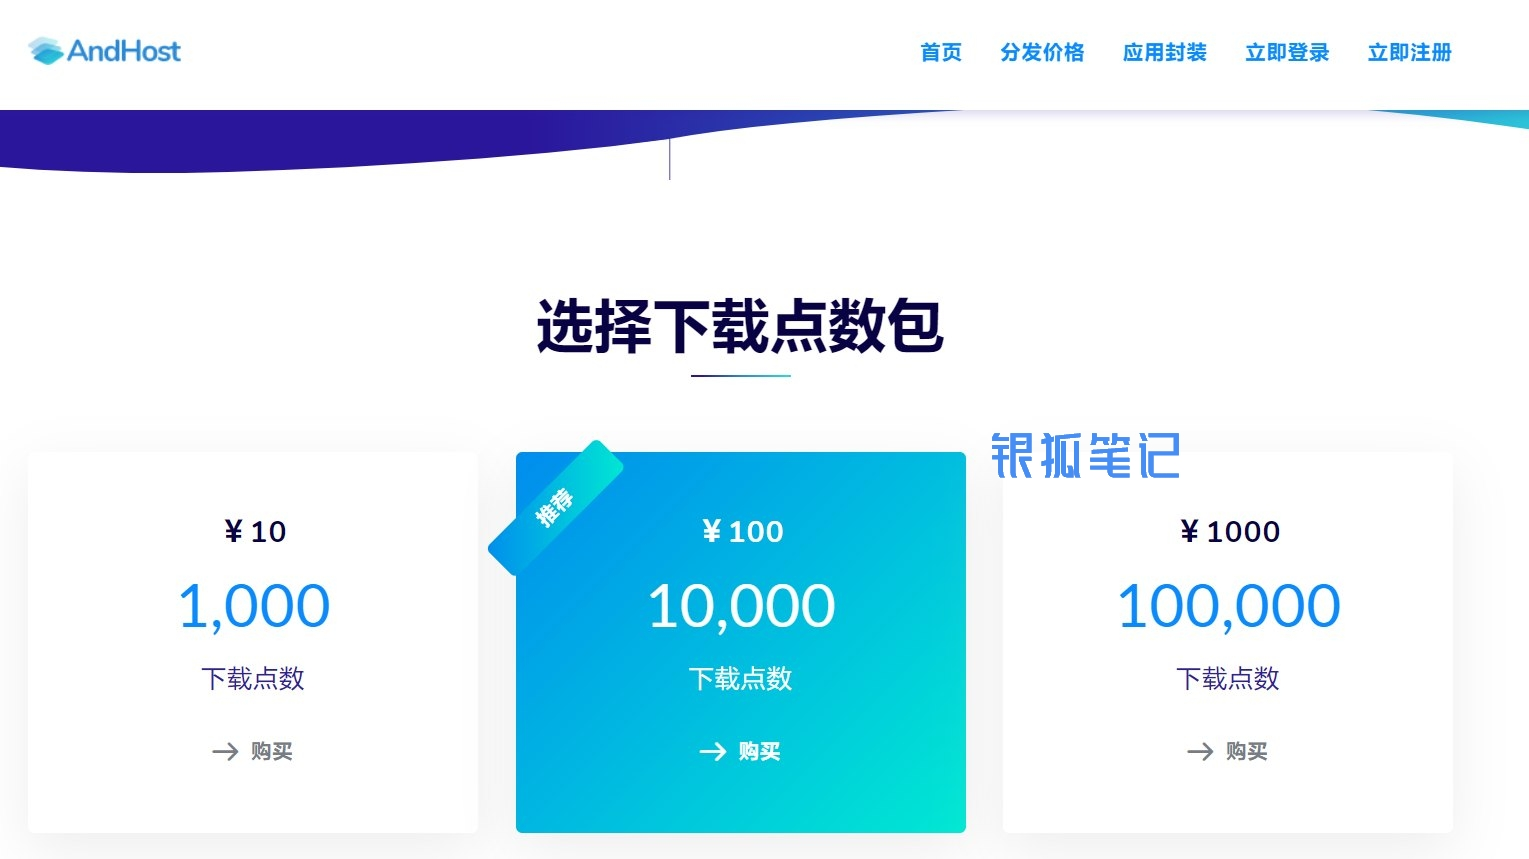 AndHost
首页 分发价格 应用封装 立即登录 立即注册
选择下载点数包
银狐笔记
推荐
¥ 10
1,000
下载点数
购买
¥ 100
10,000
下载点数
购买
¥ 1000
100,000
下载点数
购买